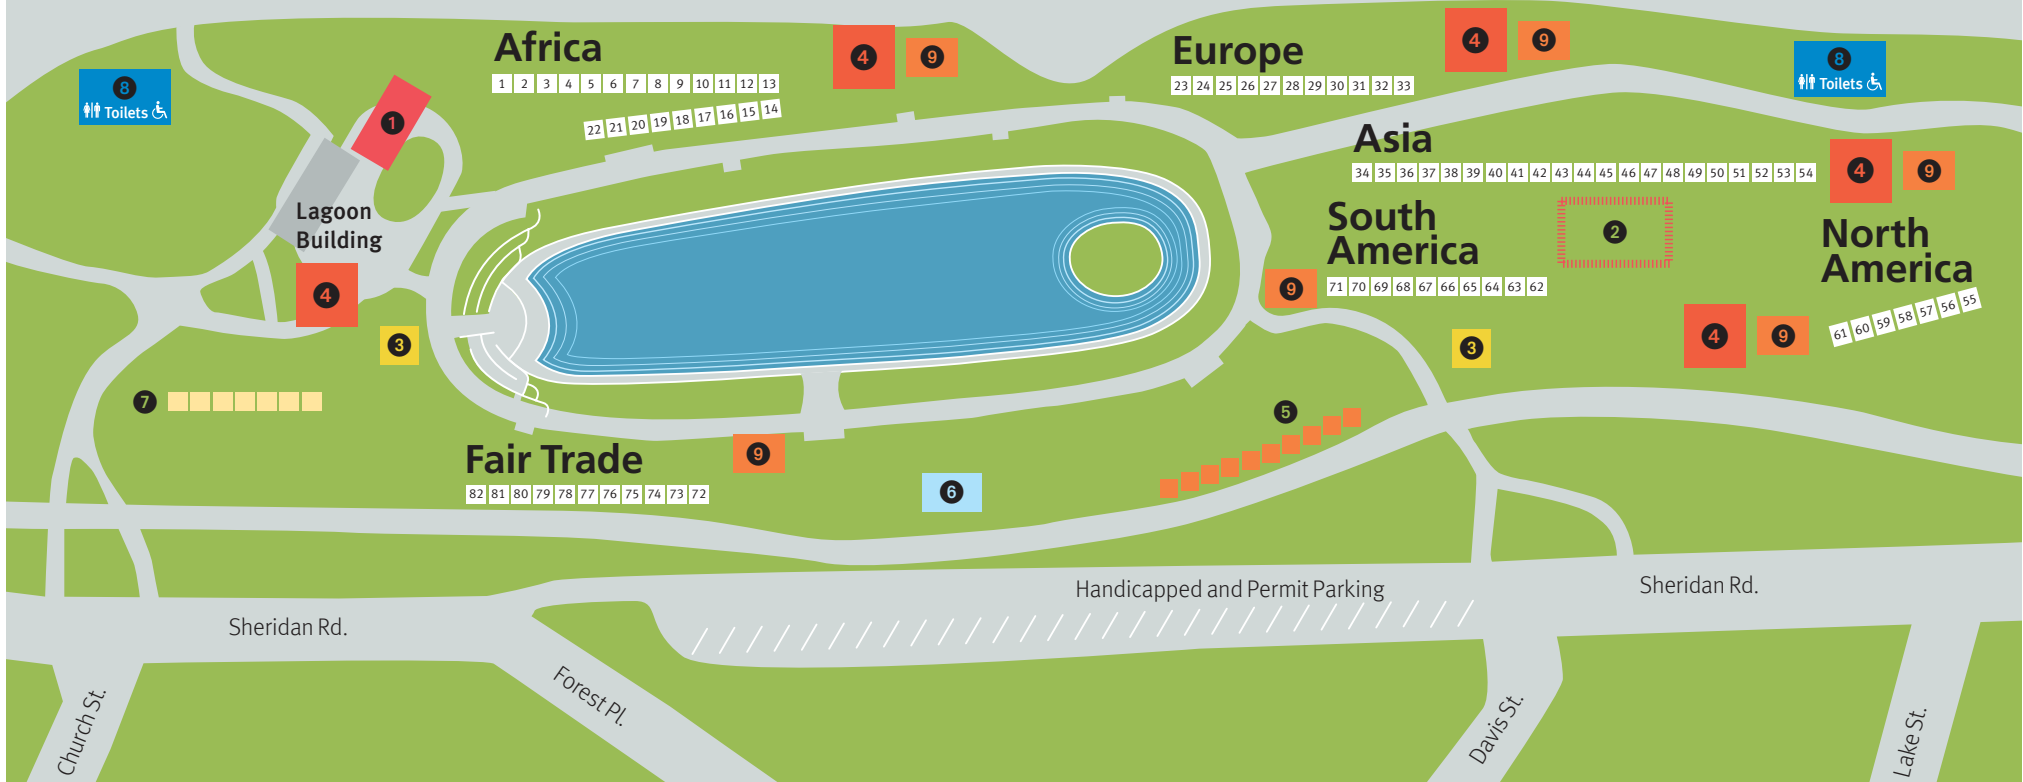 Africa
1 2 3 4 5 6 7 8 9 10 11 12 13
22 21 20 19 18 17 16 15 14
4
9
Europe
23 24 25 26 27 28 29 30 31 32 33
4
9
8
Toilets
8
Toilets
1
Lagoon
Building
4
3
7
Asia
34 35 36 37 38 39 40 41 42 43 44 45 46 47 48 49 50 51 52 53 54
4
9
South
America
71 70 69 68 67 66 65 64 63 62
9
2
North
America
61 60 59 58 57 56 55
4
9
3
5
Fair Trade
82 81 80 79 78 77 76 75 74 73 72
9
6
Handicapped and Permit Parking
Sheridan Rd.
Sheridan Rd.
Church St.
Forest Pl.
Davis St.
Lake St.